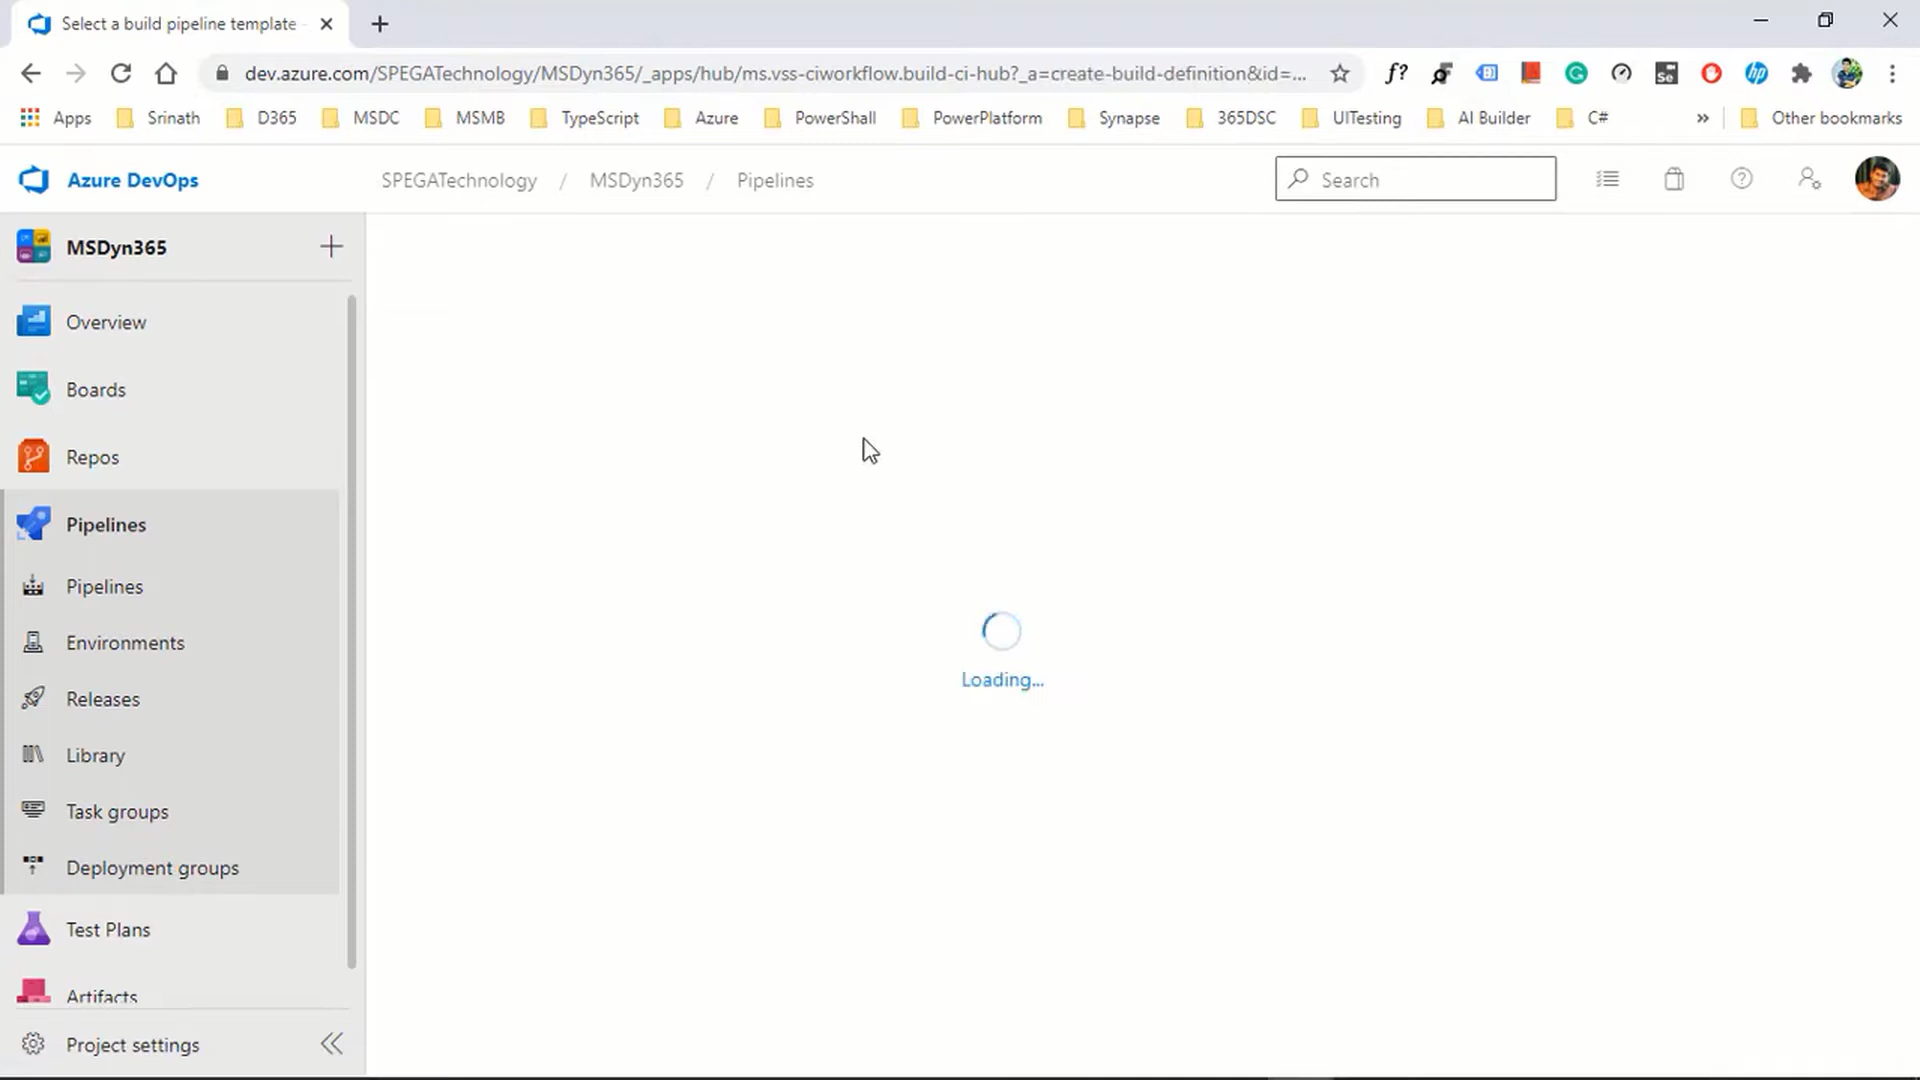 Select a build pipeline template
dev.azure.com/SPEGATechnology/MSDyn365/_apps/hub/ms.vss-ciworkflow.build-ci-hub?_a=create-build-definition&id=...
f?
Se
hp
Apps Srinath D365 MSDC MSMB TypeScript Azure PowerShall PowerPlatform Synapse 365DSC UITesting AI Builder C# » Other bookmarks
Azure DevOps
SPEGATechnology / MSDyn365 / Pipelines
Search
MSDyn365
Overview
Boards
Repos
Pipelines
Pipelines
Environments
Releases
Library
Task groups
Deployment groups
Test Plans
Artifacts
Project settings
Loading...